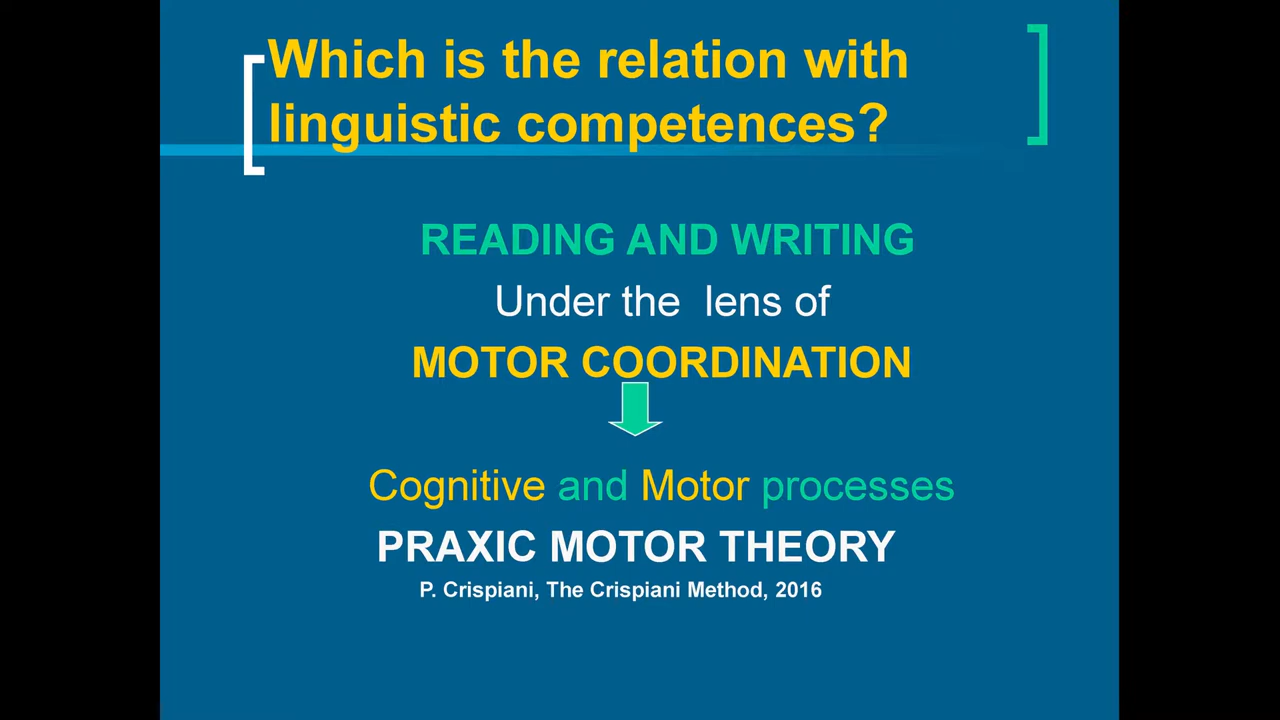 Which is the relation with
linguistic competences?
READING AND WRITING
Under the lens of
MOTOR COORDINATION
Cognitive and Motor processes
PRAXIC MOTOR THEORY
P. Crispiani, The Crispiani Method, 2016